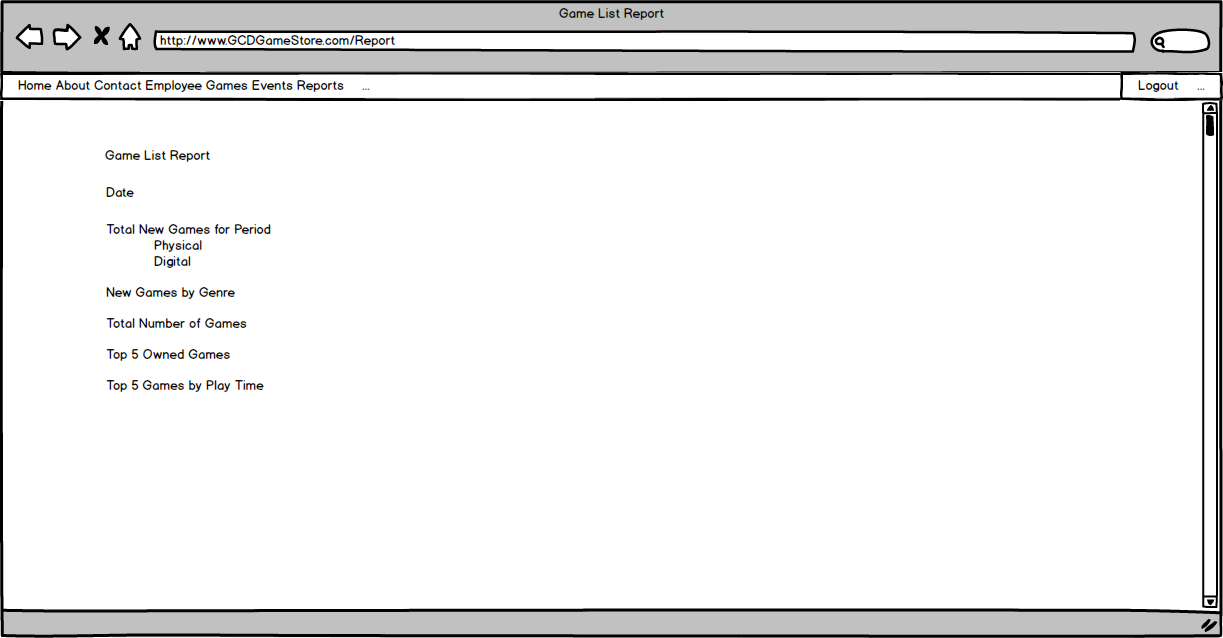 Game List Report
http://www.GCDGameStore.com/Report
Home About Contact Employee Games Events Reports ...
Logout ...
Game List Report
Date
Total New Games for Period
Physical
Digital
New Games by Genre
Total Number of Games
Top 5 Owned Games
Top 5 Games by Play Time